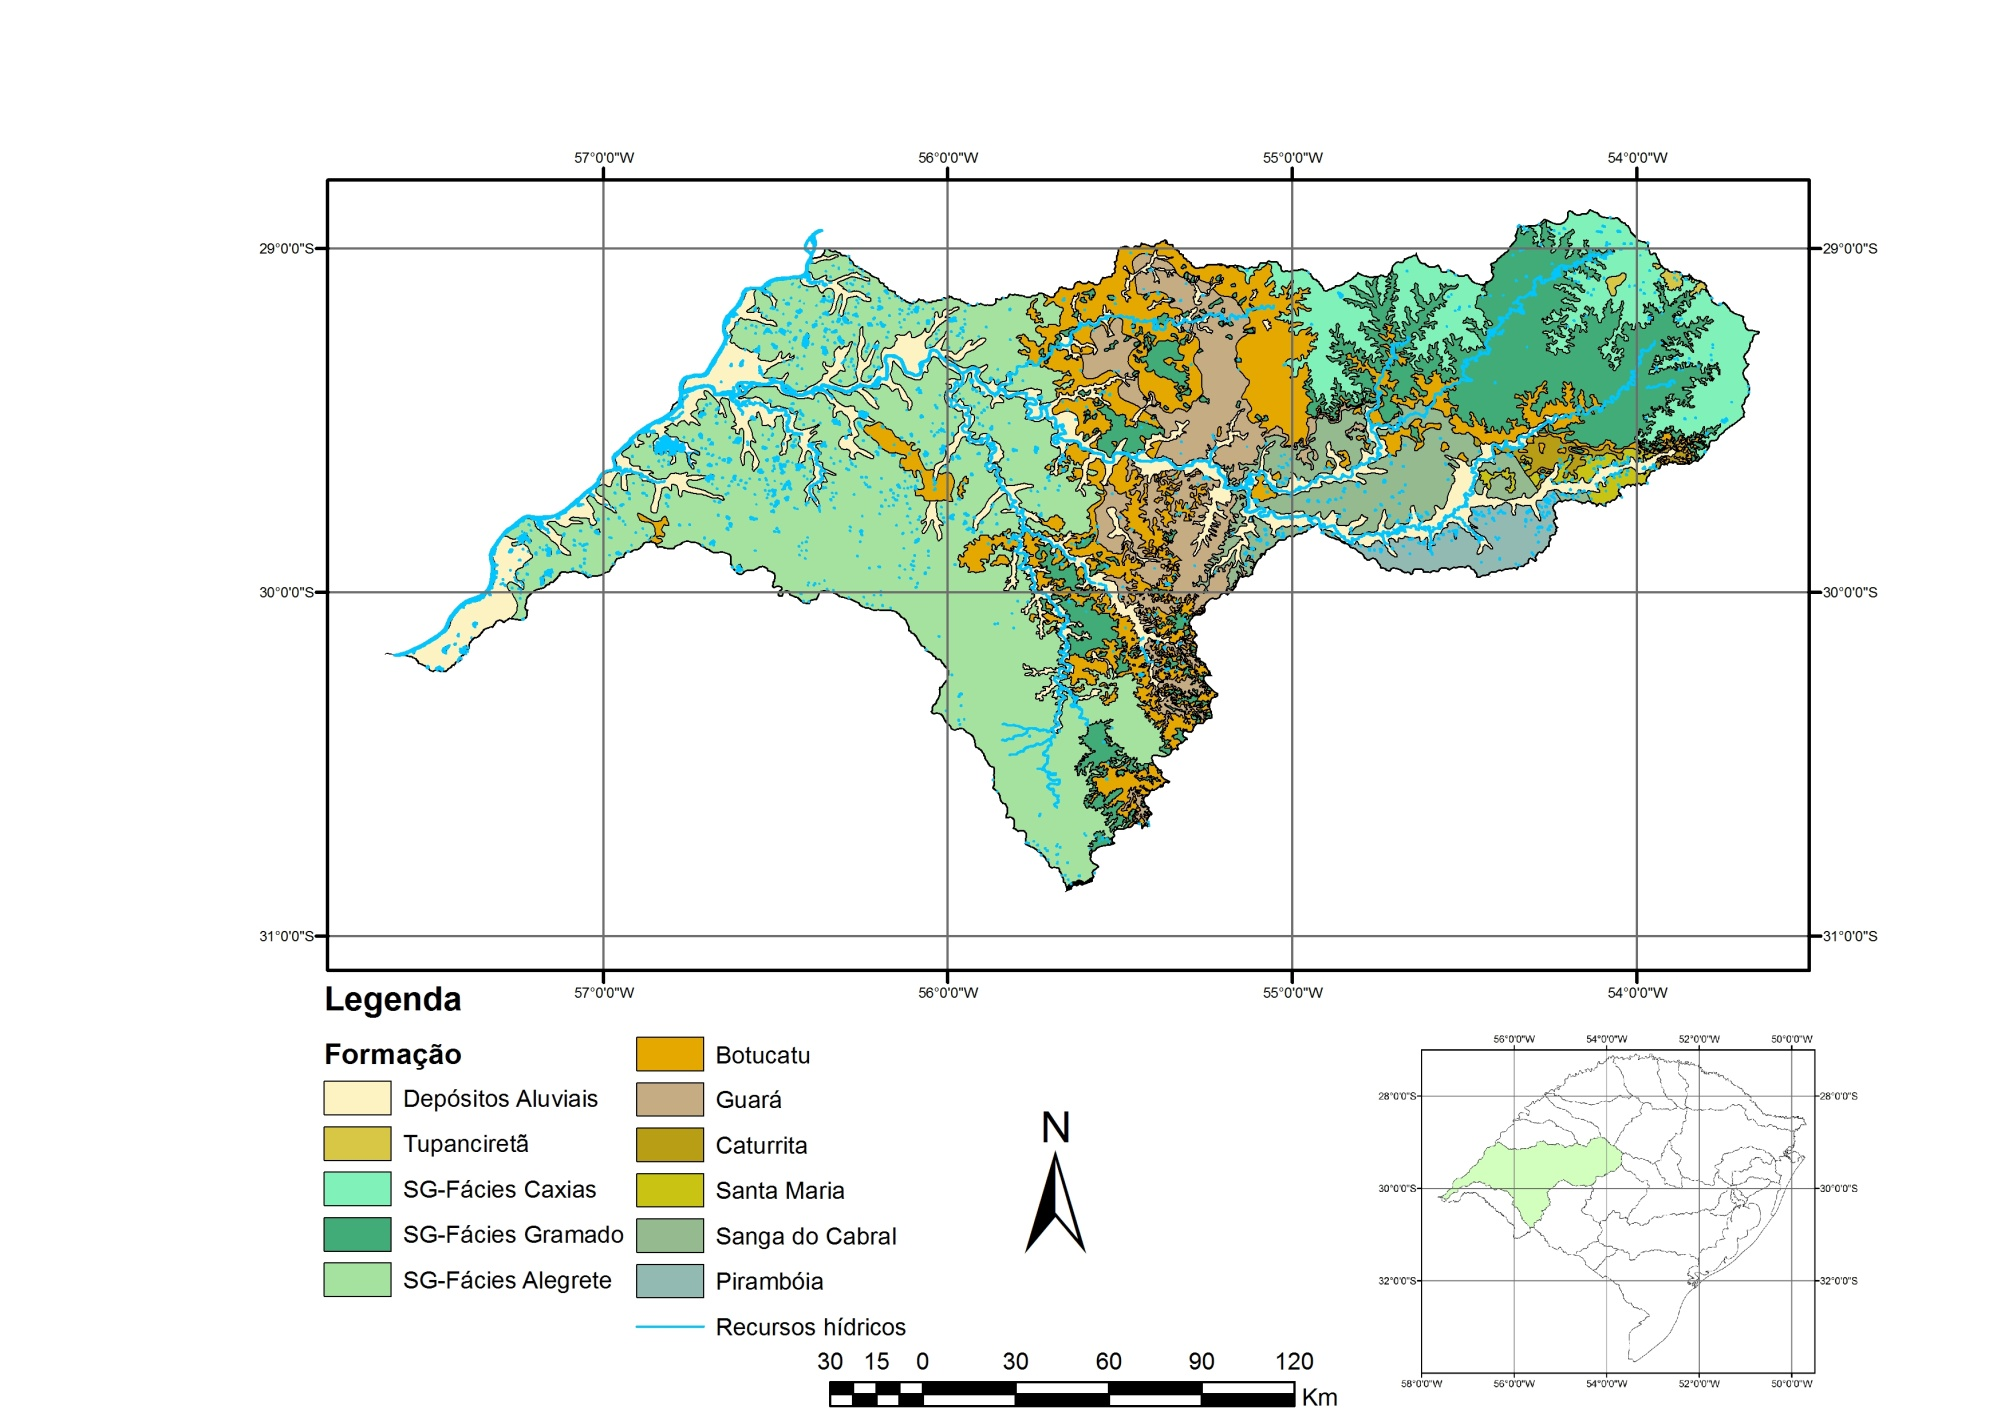 57°0'0"W 56°0'0"W 55°0'0"W 54°0'0"W
29°0'0"S 29°0'0"S
30°0'0"S 30°0'0"S
31°0'0"S 31°0'0"S
57°0'0"W 56°0'0"W 55°0'0"W 54°0'0"W
Legenda
Formação
Depósitos Aluviais
Tupanciretã
SG-Fácies Caxias
SG-Fácies Gramado
SG-Fácies Alegrete
Botucatu
Guará
Caturrita
Santa Maria
Sanga do Cabral
Pirambóia
Recursos hídricos
N
30 15 0 30 60 90 120
Km
56°0'0"W 54°0'0"W 52°0'0"W 50°0'0"W
28°0'0"S 28°0'0"S
30°0'0"S 30°0'0"S
32°0'0"S 32°0'0"S
58°0'0"W 56°0'0"W 54°0'0"W 52°0'0"W 50°0'0"W